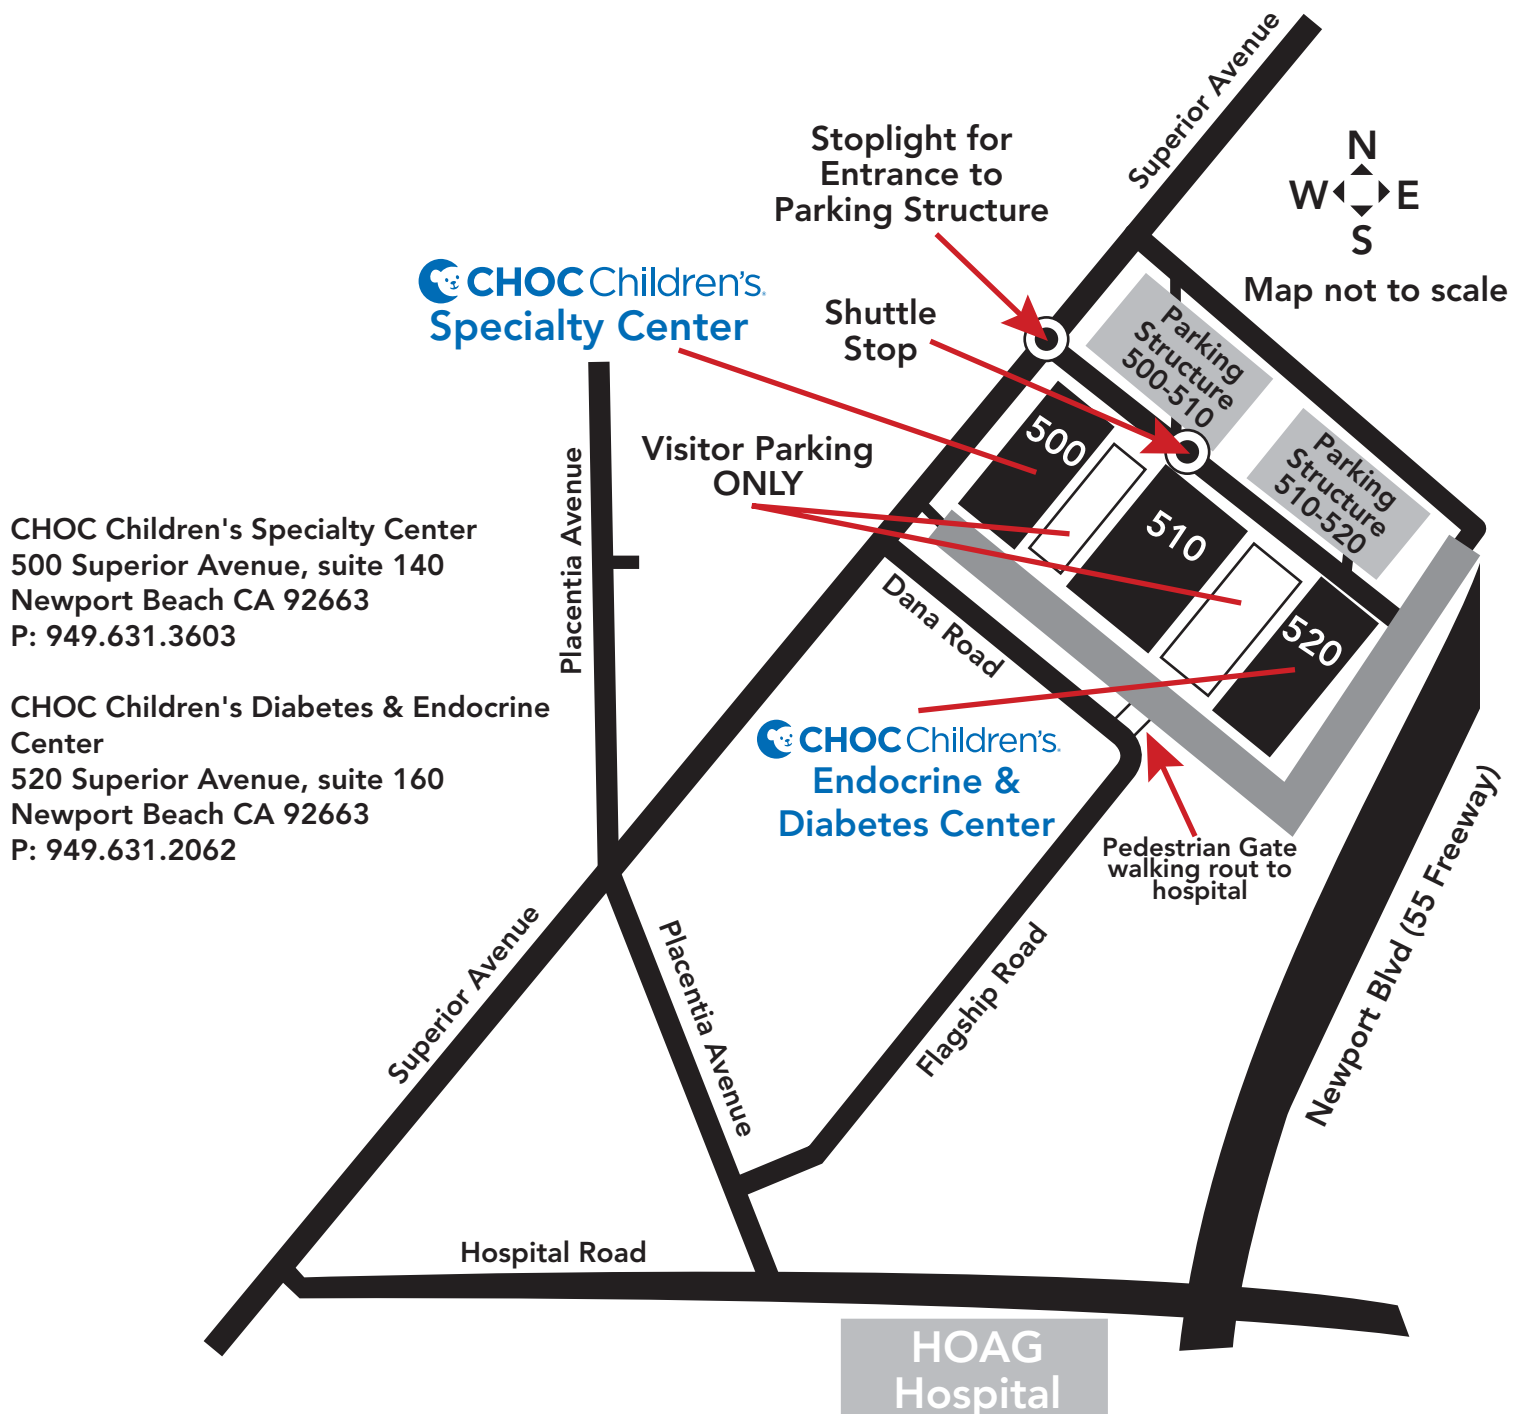 Superior Avenue
Stoplight for
Entrance to
Parking Structure
N
W E
S
Map not to scale
CHOC Children's.
Specialty Center
Shuttle
Stop
Parking
Structure
500-510
Parking
Structure
510-520
500
510
520
Visitor Parking
ONLY
Placentia Avenue
CHOC Children's Specialty Center
500 Superior Avenue, suite 140
Newport Beach CA 92663
P: 949.631.3603
CHOC Children's Diabetes & Endocrine
Center
520 Superior Avenue, suite 160
Newport Beach CA 92663
P: 949.631.2062
Dana Road
CHOC Children's.
Endocrine &
Diabetes Center
Pedestrian Gate
walking rout to
hospital
Newport Blvd (55 Freeway)
Superior Avenue
Placentia Avenue
Flagship Road
Hospital Road
HOAG
Hospital